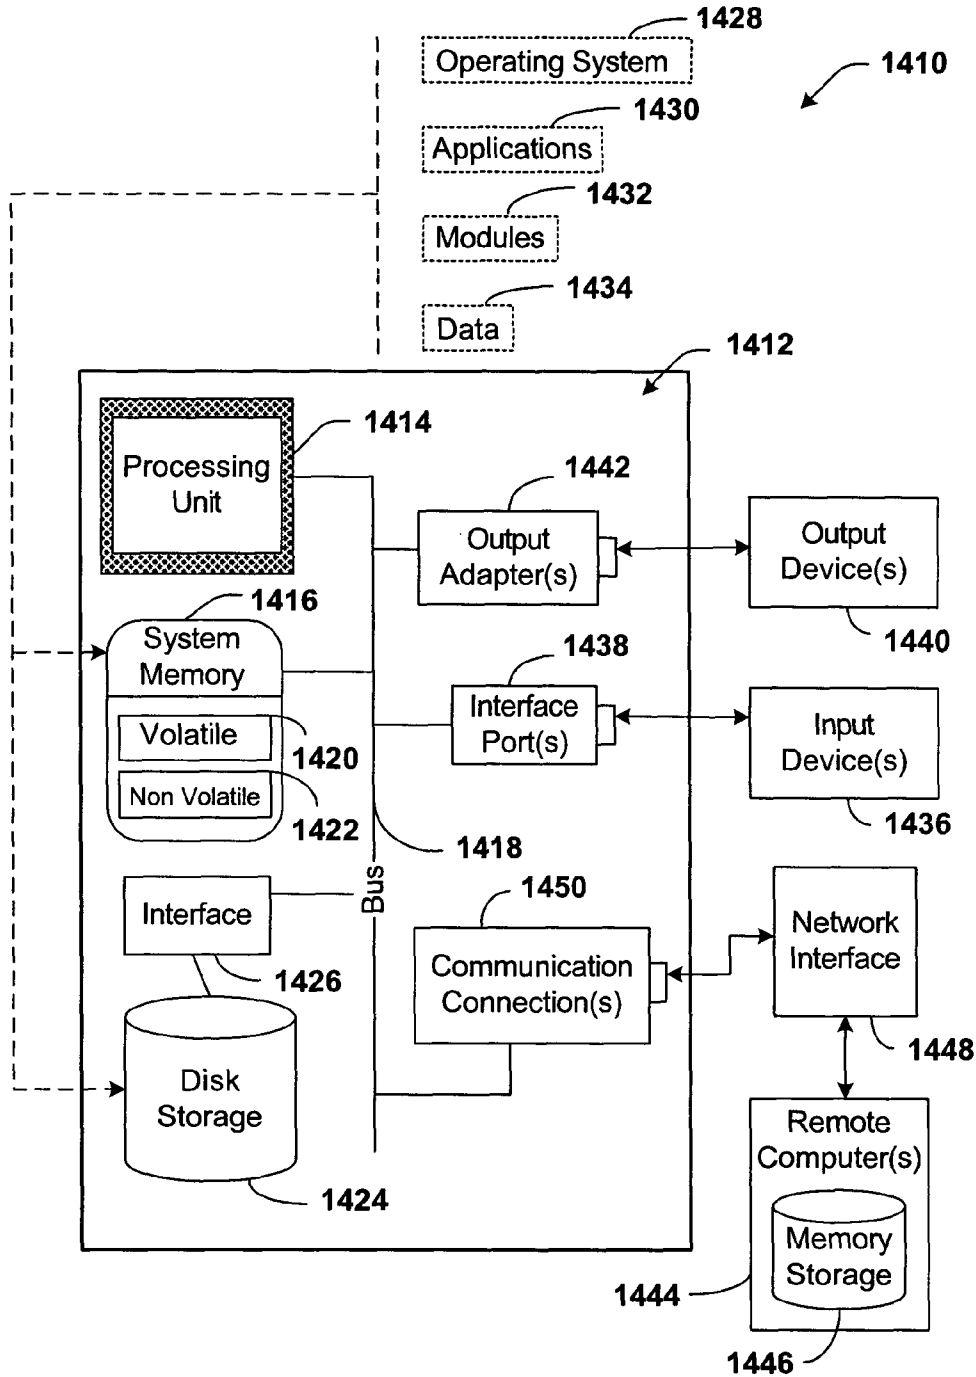 1428
Operating System
1410
1430
Applications
1432
Modules
1434
Data
1412
1414
Processing
Unit
1442
Output
Adapter(s)
Output
Device(s)
1440
1416
System
Memory
1438
Interface
Port(s)
Input
Device(s)
1436
Volatile
1420
Non Volatile
1422
1418
Bus
1450
Interface
1426
Communication
Connection(s)
Network
Interface
1448
Disk
Storage
1424
Remote
Computer(s)
Memory
Storage
1444
1446